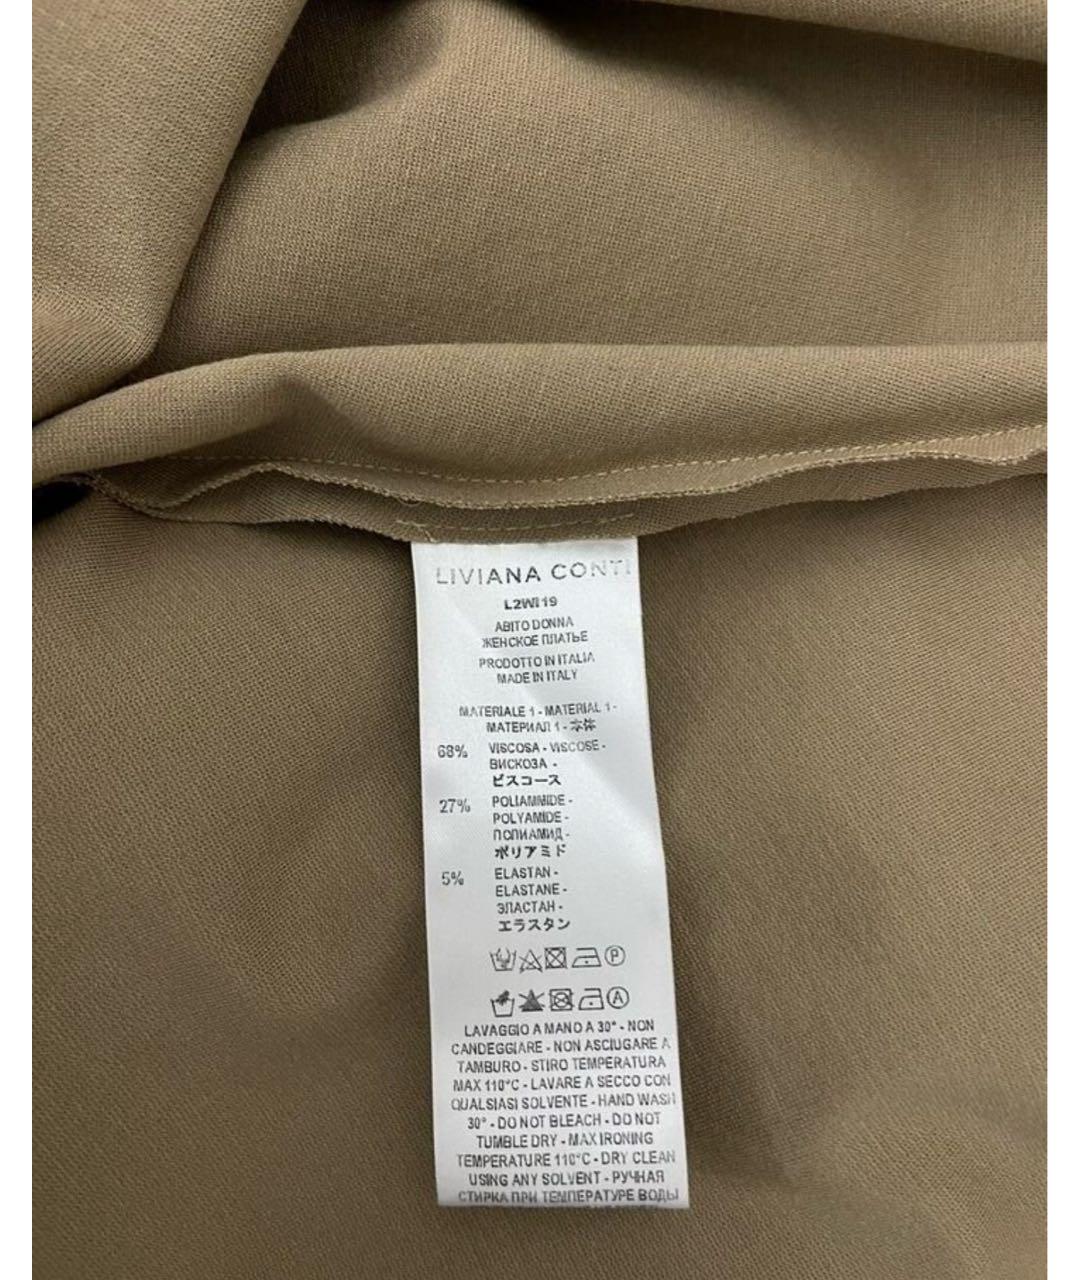 LIVIANA CONTI
L2WI19
ABITO DONNA
ЖЕНСКОЕ ПЛАТЬЕ
PRODOTTO IN ITALIA
MADE IN ITALY
MATERIALE 1 - MATERIAL 1 -
МАТЕРИАЛ 1 - 本体
68% VISCOSA - VISCOSE -
ВИСКОЗА -
ビスコース
27% POLIAMMIDE -
POLYAMIDE -
ПОЛИАМИД -
ポリアミド
5% ELASTAN -
ELASTANE -
ЭЛАСТАН -
エラスタン
P
A
LAVAGGIO A MANO A 30° - NON
CANDEGGIARE - NON ASCIUGARE A
TAMBURO - STIRO TEMPERATURA
MAX 110°C - LAVARE A SECCO CON
QUALSIASI SOLVENTE - HAND WASH
30° - DO NOT BLEACH - DO NOT
TUMBLE DRY - MAX IRONING
TEMPERATURE 110°C - DRY CLEAN
USING ANY SOLVENT - РУЧНАЯ
СТИРКА ПРИ ТЕМПЕРАТУРЕ ВОДЫ